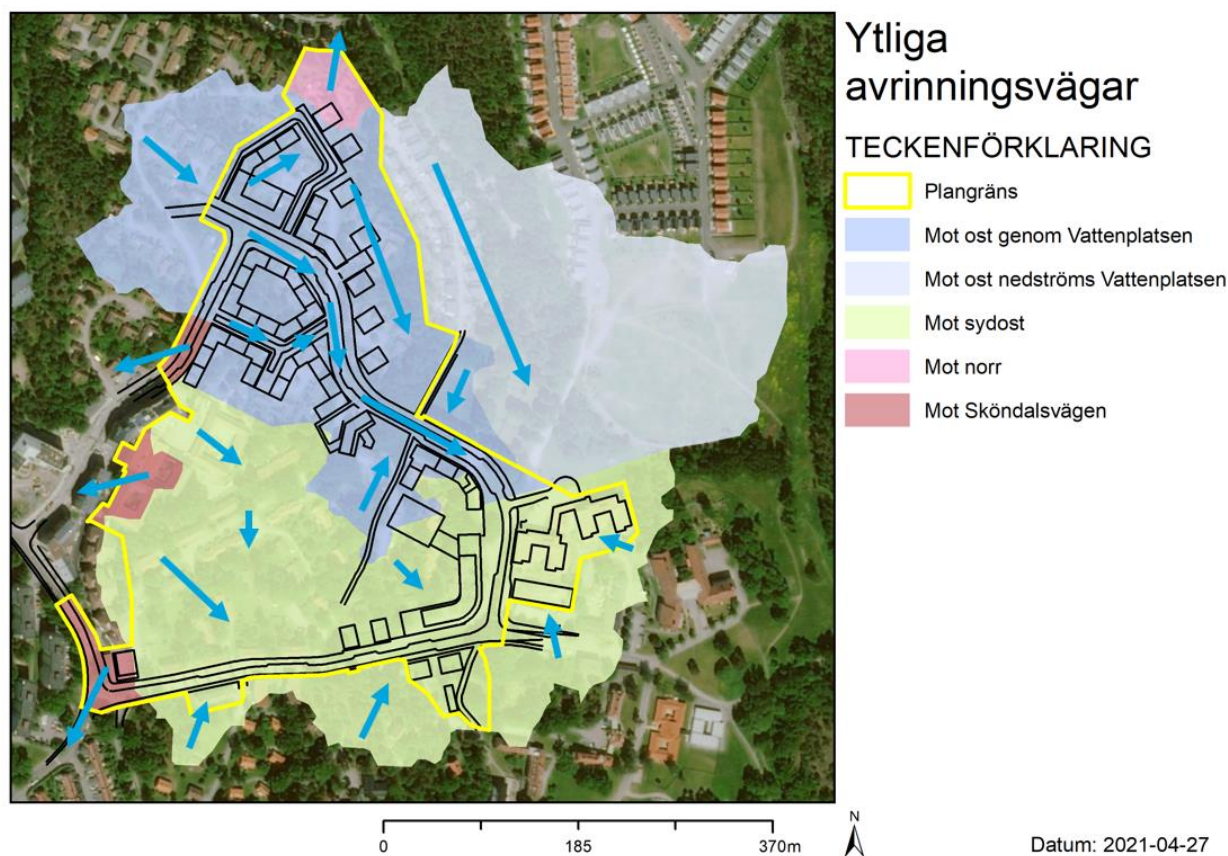 Ytliga
avrinningsvägar
TECKENFÖRKLARING
Plangräns
Mot ost genom Vattenplatsen
Mot ost nedströms Vattenplatsen
Mot sydost
Mot norr
Mot Sköndalsvägen
0 185 370m
N
Datum: 2021-04-27